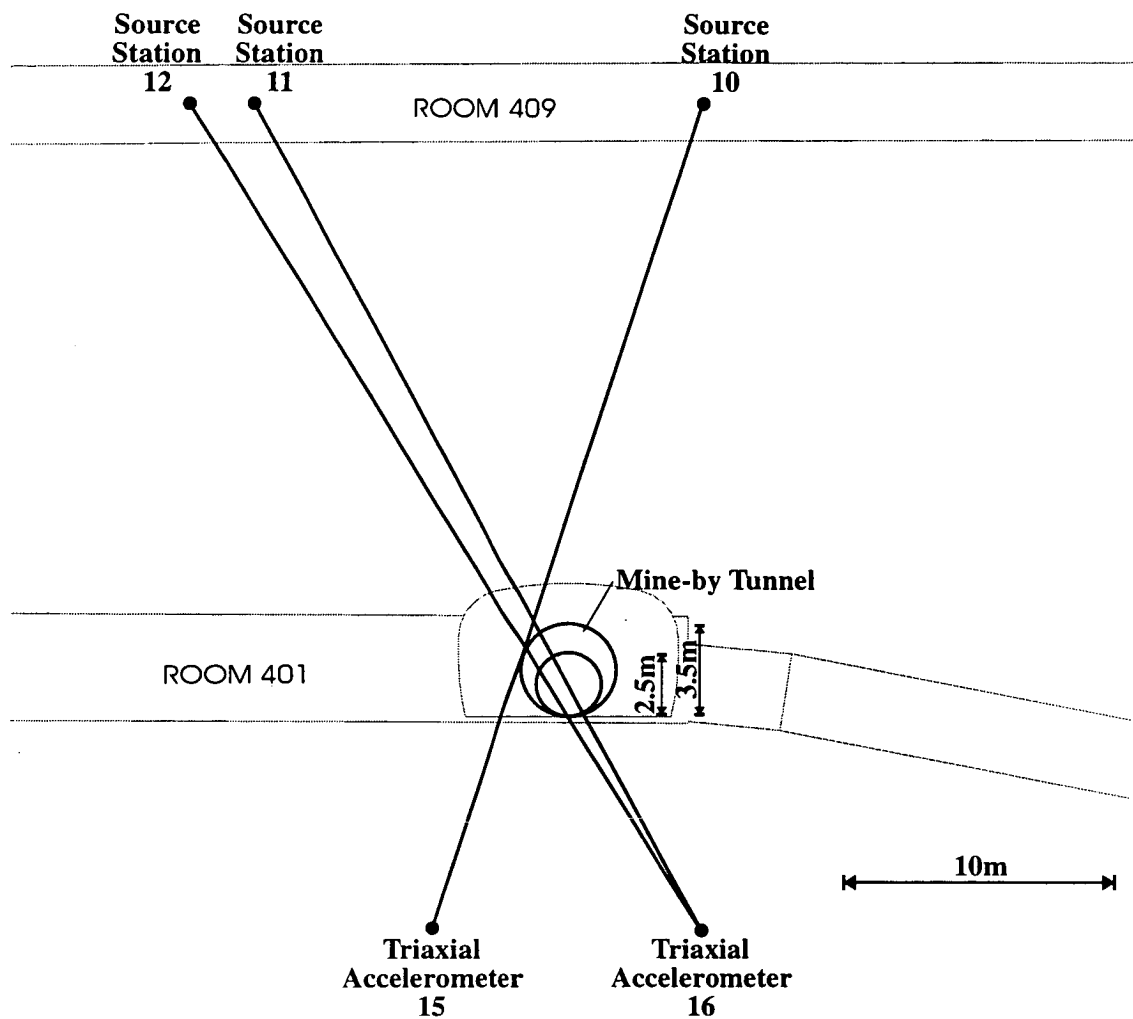 Source
Station
12
Source
Station
11
Source
Station
10
ROOM 409
Mine-by Tunnel
ROOM 401
2.5m
3.5m
10m
Triaxial
Accelerometer
15
Triaxial
Accelerometer
16